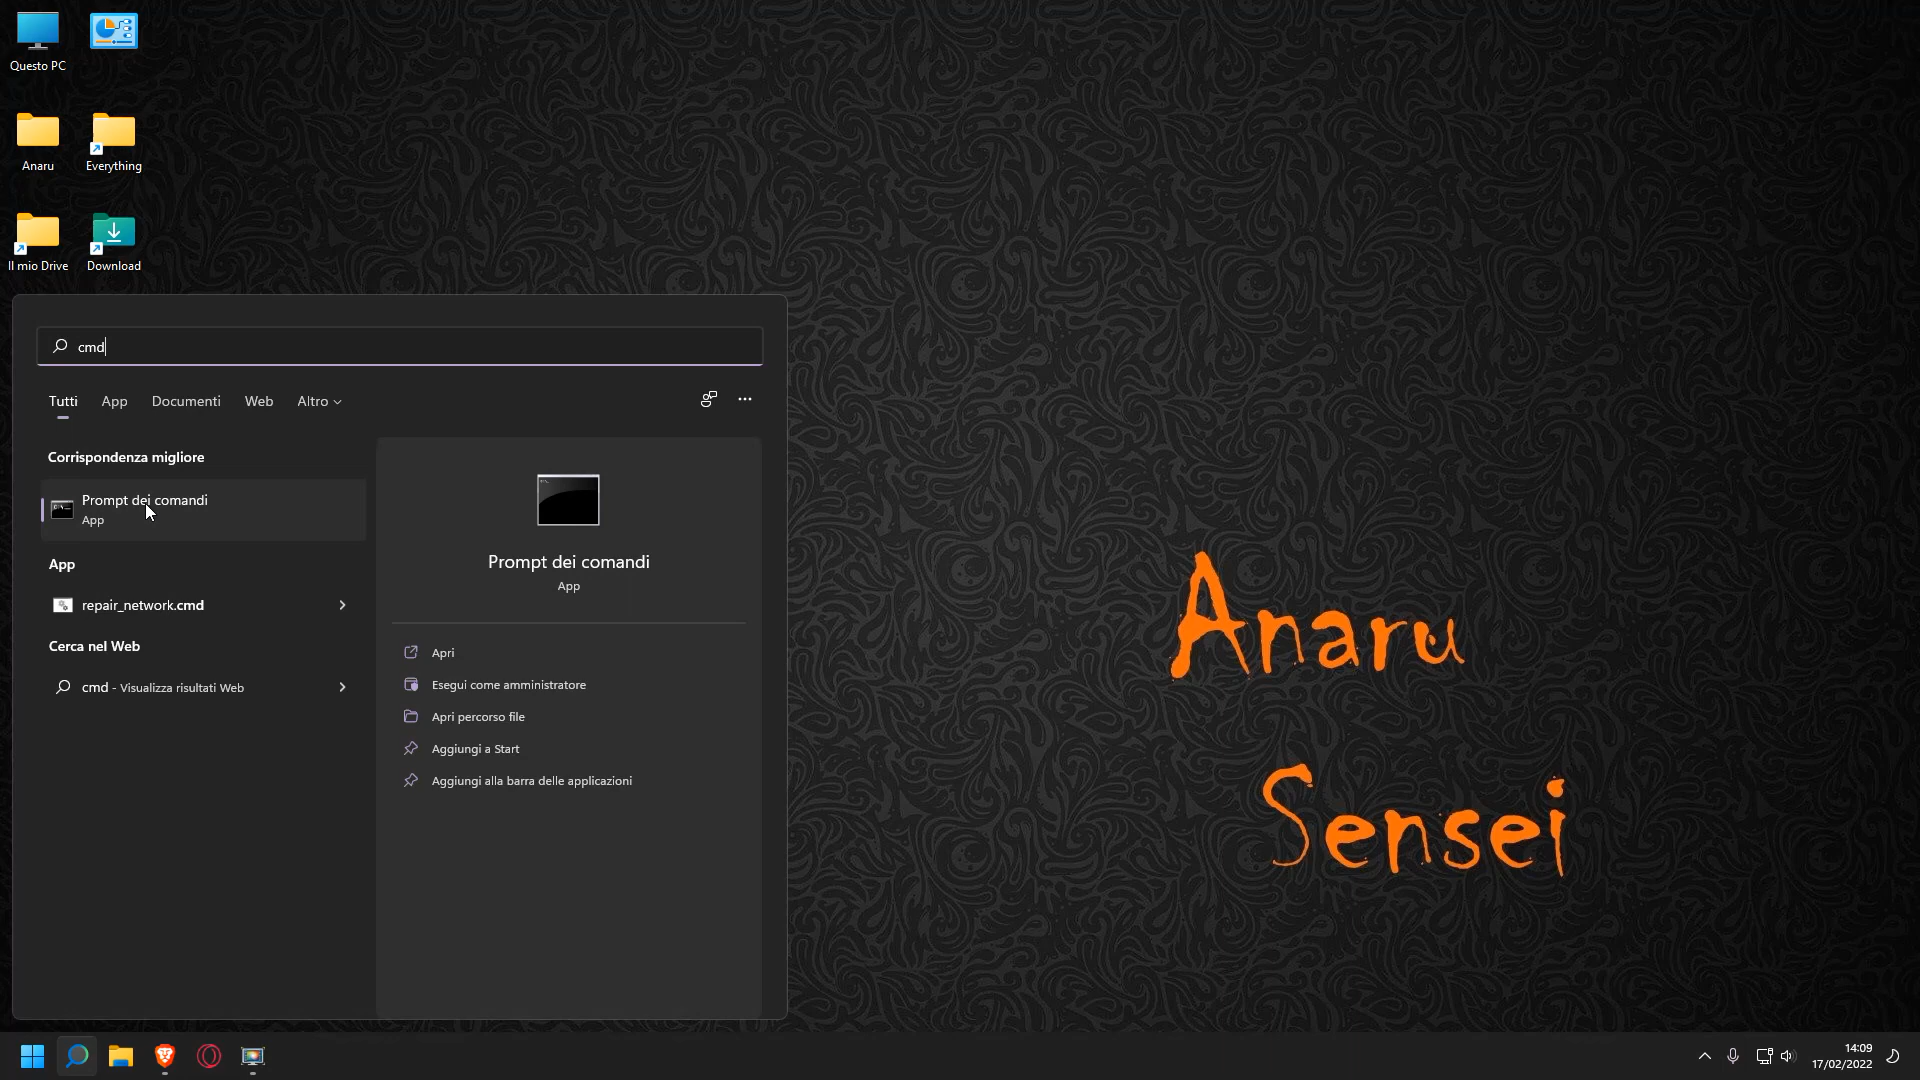 Questo PC
Anaru
Everything
Il mio Drive
Download
cmd
Tutti
App
Documenti
Web
Altro
Corrispondenza migliore
Prompt dei comandi
App
App
repair_network.cmd
Cerca nel Web
cmd - Visualizza risultati Web
Prompt dei comandi
App
Apri
Esegui come amministratore
Apri percorso file
Aggiungi a Start
Aggiungi alla barra delle applicazioni
Anaru
Sensei
14:09
17/02/2022